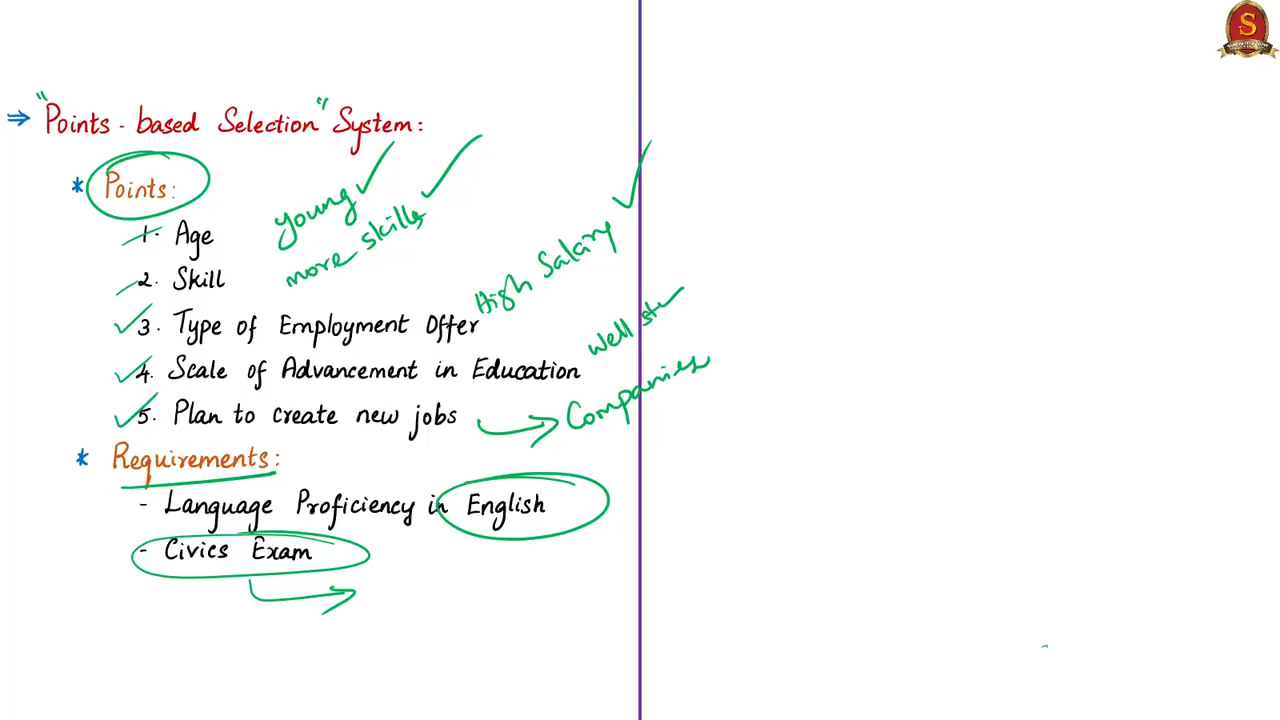 ⇒ "Points - based Selection" System:
* Points:
young
1. Age
more skills
2. Skill
High Salary
3. Type of Employment Offer
Well
4. Scale of Advancement in Education
5. Plan to create new jobs → Companies
* Requirements:
- Language Proficiency in English
- Civics Exam
S